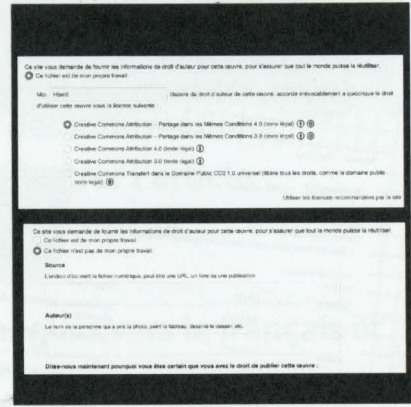 Ce site vous demande de fournir les informations de droit d'auteur pour cette œuvre, pour s'assurer que tout le monde puisse la réutiliser.
Ce fichier est de mon propre travail
Moi, , titulaire du droit d'auteur de cette œuvre, accorde irrévocablement à quiconque le droit
d'utiliser cette œuvre sous la licence suivante :
Creative Commons Attribution – Partage dans les Mêmes Conditions 4.0 (texte légal)
Creative Commons Attribution – Partage dans les Mêmes Conditions 3.0 (texte légal)
Creative Commons Attribution 4.0 (texte légal)
Creative Commons Attribution 3.0 (texte légal)
Creative Commons Transfert dans le Domaine Public CC0 1.0 universel (libère tous les droits, comme le domaine public :
texte légal)
Utiliser les licences recommandées par le site
Ce site vous demande de fournir les informations de droit d'auteur pour cette œuvre, pour s'assurer que tout le monde puisse la réutiliser.
Ce fichier est de mon propre travail
Ce fichier n'est pas de mon propre travail
Source
L'endroit d'où vient le fichier numérique, peut être une URL, un livre ou une publication
Auteur(s)
Le nom de la personne qui a pris la photo, peint le tableau, dessiné le dessin, etc.
Dites-nous maintenant pourquoi vous êtes certain que vous avez le droit de publier cette œuvre :